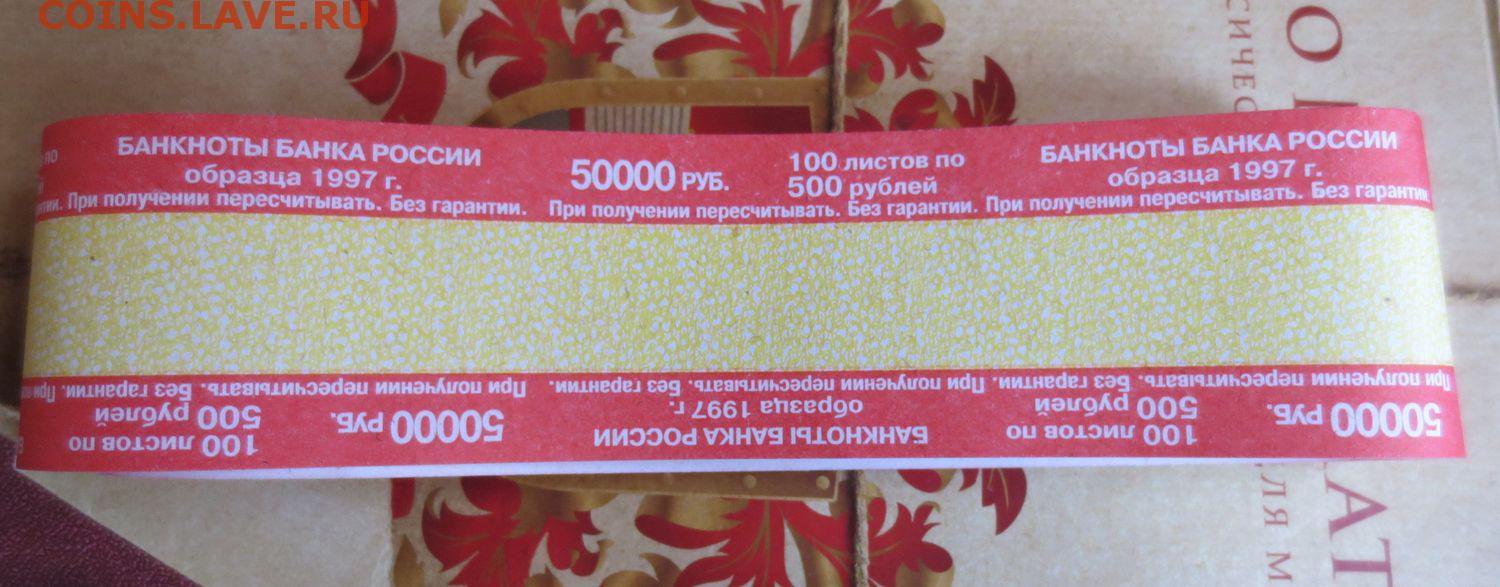 COINS.LAVE.RU
БАНКНОТЫ БАНКА РОССИИ
образца 1997 г.
50000 РУБ.
100 листов по
500 рублей
БАНКНОТЫ БАНКА РОССИИ
образца 1997 г.
При получении пересчитывать. Без гарантии. При получении пересчитывать. Без гарантии. При получении пересчитывать. Без гарантии.
При получении пересчитывать. Без гарантии. При получении пересчитывать. Без гарантии. При получении
50000 РУБ.
100 листов по
500 рублей
БАНКНОТЫ БАНКА РОССИИ
образца 1997 г.
50000 РУБ.
100 листов по
500 рублей